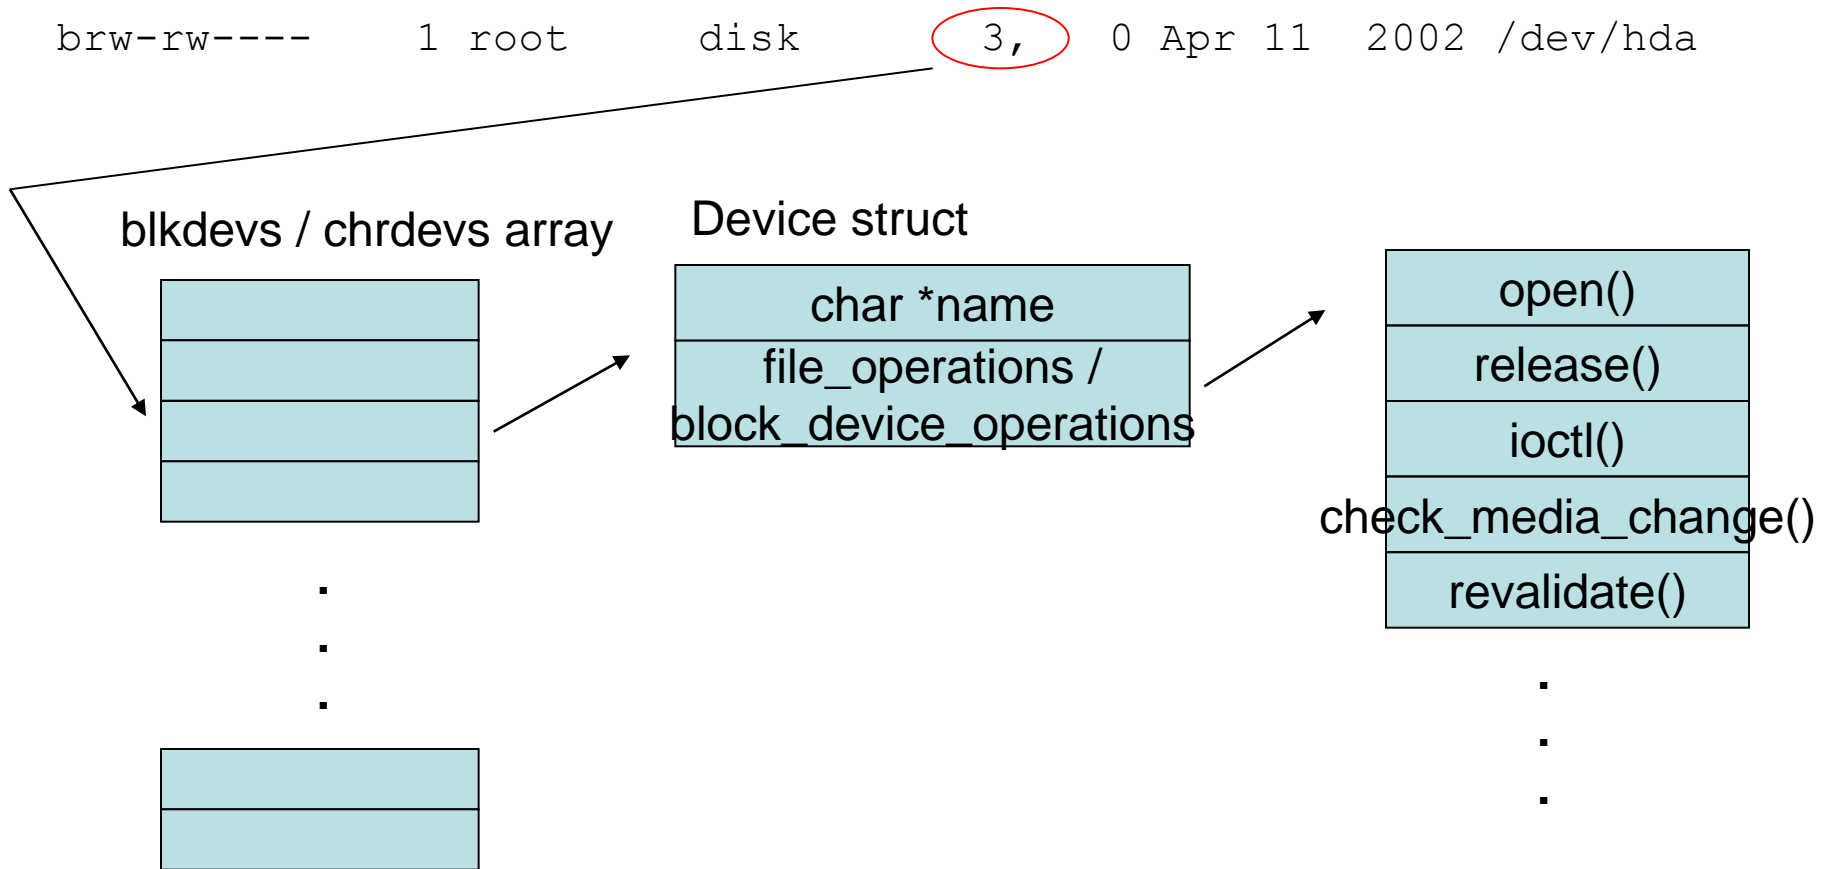 brw-rw---- 1 root disk 3, 0 Apr 11 2002 /dev/hda
blkdevs / chrdevs array
Device struct
char *name
file_operations /
block_device_operations
open()
release()
ioctl()
check_media_change()
revalidate()
.
.
.
.
.
.